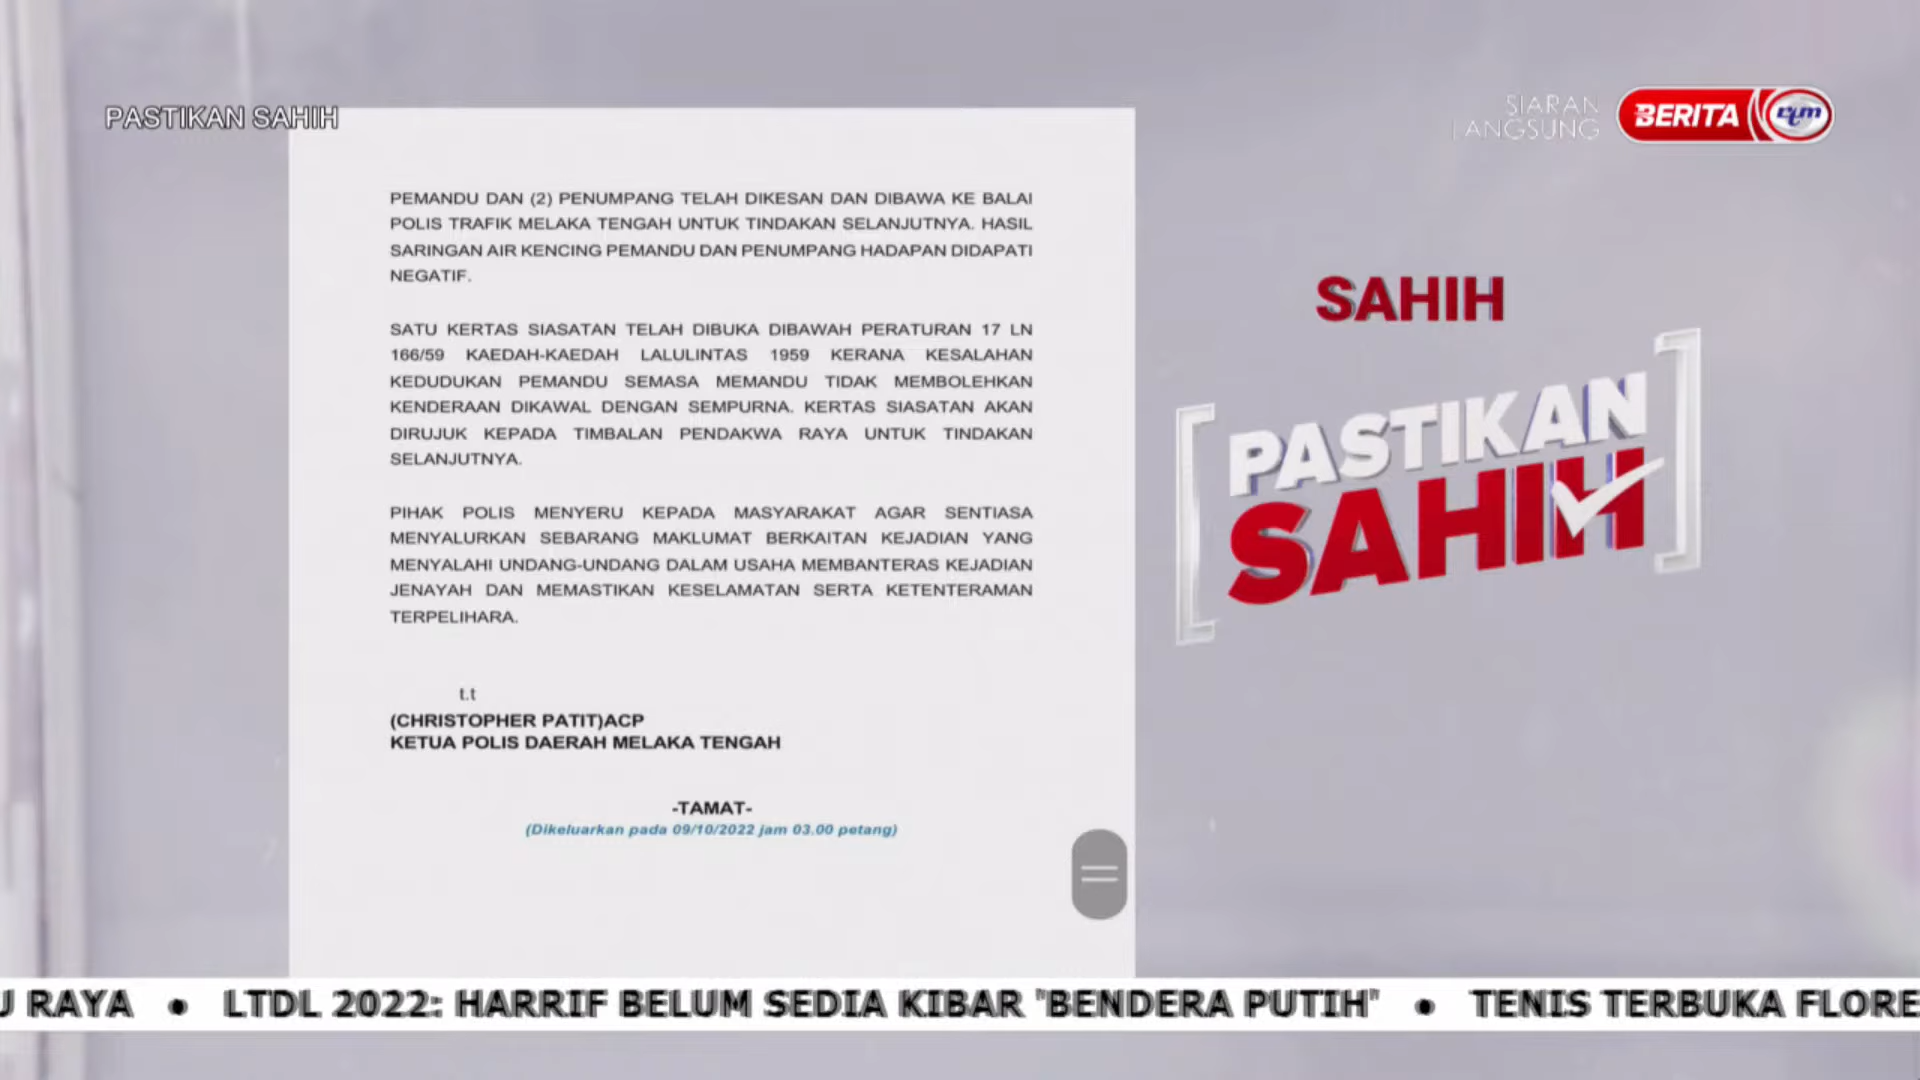 PASTIKAN SAHIH
SIARAN
LANGSUNG
BERITA rtm
PEMANDU DAN (2) PENUMPANG TELAH DIKESAN DAN DIBAWA KE BALAI
POLIS TRAFIK MELAKA TENGAH UNTUK TINDAKAN SELANJUTNYA. HASIL
SARINGAN AIR KENCING PEMANDU DAN PENUMPANG HADAPAN DIDAPATI
NEGATIF.
SATU KERTAS SIASATAN TELAH DIBUKA DIBAWAH PERATURAN 17 LN
166/59 KAEDAH-KAEDAH LALULINTAS 1959 KERANA KESALAHAN
KEDUDUKAN PEMANDU SEMASA MEMANDU TIDAK MEMBOLEHKAN
KENDERAAN DIKAWAL DENGAN SEMPURNA. KERTAS SIASATAN AKAN
DIRUJUK KEPADA TIMBALAN PENDAKWA RAYA UNTUK TINDAKAN
SELANJUTNYA.
PIHAK POLIS MENYERU KEPADA MASYARAKAT AGAR SENTIASA
MENYALURKAN SEBARANG MAKLUMAT BERKAITAN KEJADIAN YANG
MENYALAHI UNDANG-UNDANG DALAM USAHA MEMBANTERAS KEJADIAN
JENAYAH DAN MEMASTIKAN KESELAMATAN SERTA KETENTERAMAN
TERPELIHARA.
t.t
(CHRISTOPHER PATIT)ACP
KETUA POLIS DAERAH MELAKA TENGAH
-TAMAT-
(Dikeluarkan pada 09/10/2022 jam 03.00 petang)
SAHIH
PASTIKAN
SAHIH
U RAYA • LTDL 2022: HARRIF BELUM SEDIA KIBAR "BENDERA PUTIH" • TENIS TERBUKA FLORE